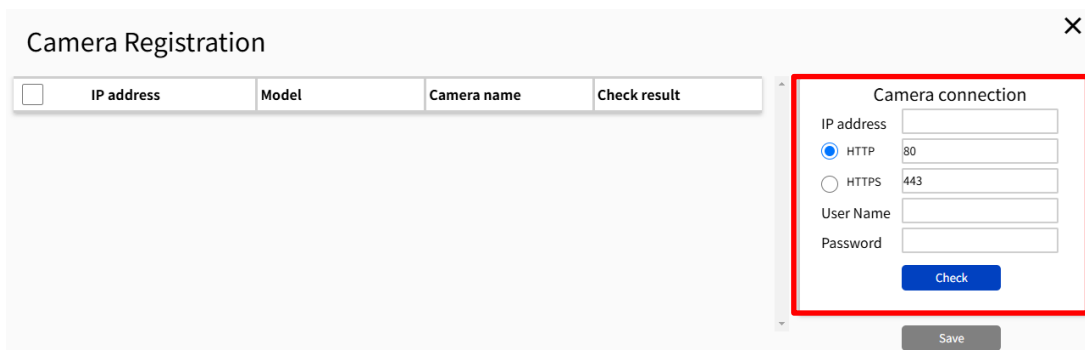 Camera Registration
IP address Model Camera name Check result
Camera connection
IP address
HTTP 80
HTTPS 443
User Name
Password
Check
Save